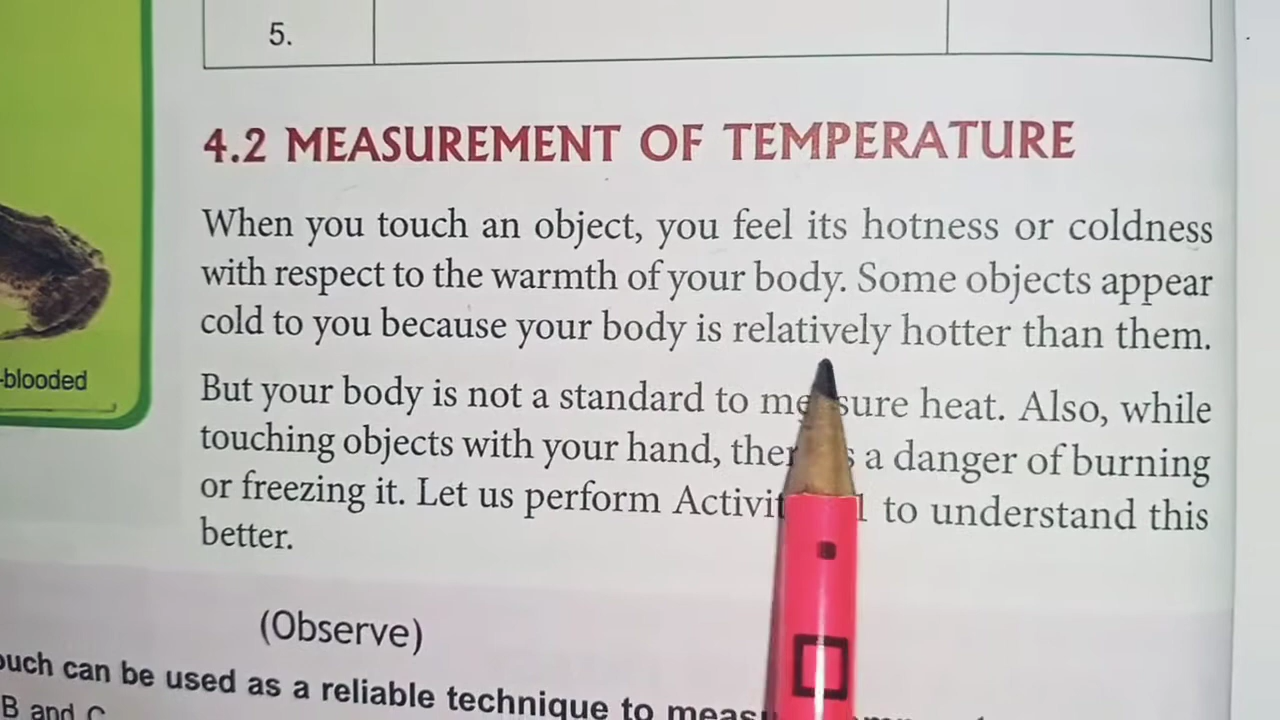 5.
4.2 MEASUREMENT OF TEMPERATURE
When you touch an object, you feel its hotness or coldness
with respect to the warmth of your body. Some objects appear
cold to you because your body is relatively hotter than them.
But your body is not a standard to measure heat. Also, while
touching objects with your hand, there is a danger of burning
or freezing it. Let us perform to understand this
better.
-blooded
(Observe)
can be used as a reliable technique to
B and C